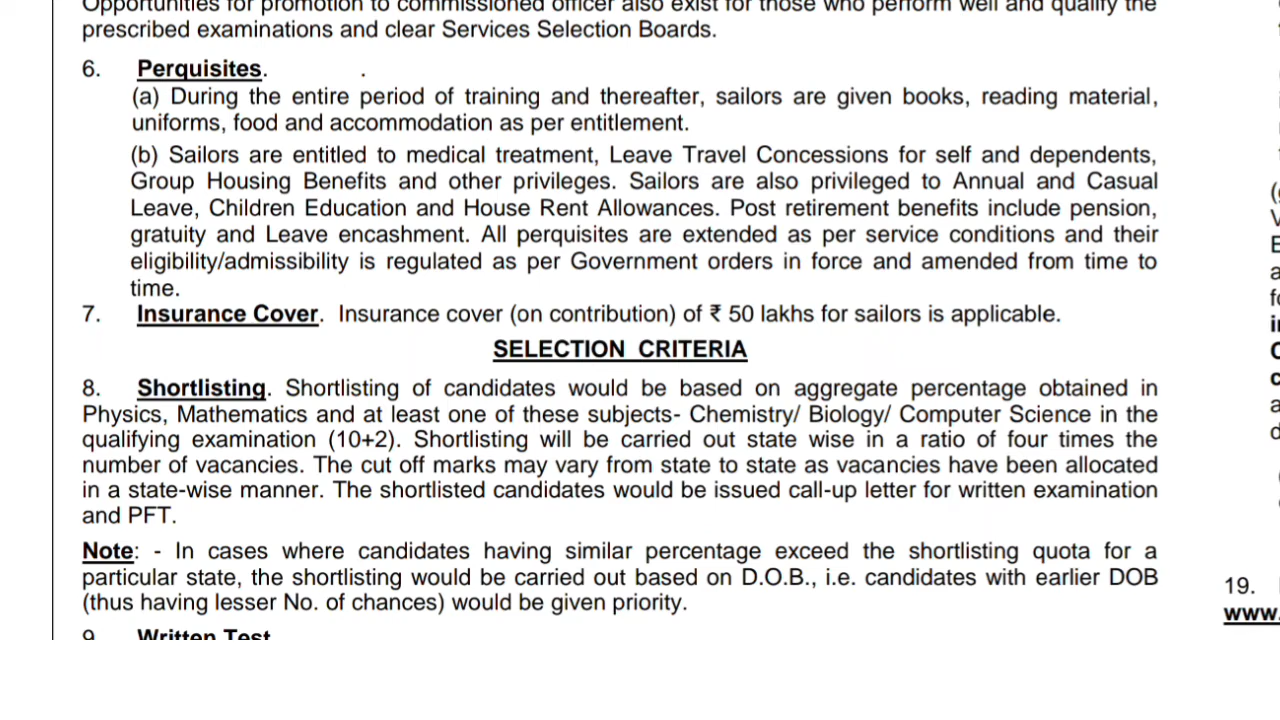 Opportunities for promotion to commissioned officer also exist for those who perform well and qualify the
prescribed examinations and clear Services Selection Boards.
6. Perquisites.
(a) During the entire period of training and thereafter, sailors are given books, reading material,
uniforms, food and accommodation as per entitlement.
(b) Sailors are entitled to medical treatment, Leave Travel Concessions for self and dependents,
Group Housing Benefits and other privileges. Sailors are also privileged to Annual and Casual
Leave, Children Education and House Rent Allowances. Post retirement benefits include pension,
gratuity and Leave encashment. All perquisites are extended as per service conditions and their
eligibility/admissibility is regulated as per Government orders in force and amended from time to
time.
7. Insurance Cover. Insurance cover (on contribution) of ₹ 50 lakhs for sailors is applicable.
SELECTION CRITERIA
8. Shortlisting. Shortlisting of candidates would be based on aggregate percentage obtained in
Physics, Mathematics and at least one of these subjects- Chemistry/ Biology/ Computer Science in the
qualifying examination (10+2). Shortlisting will be carried out state wise in a ratio of four times the
number of vacancies. The cut off marks may vary from state to state as vacancies have been allocated
in a state-wise manner. The shortlisted candidates would be issued call-up letter for written examination
and PFT.
Note: - In cases where candidates having similar percentage exceed the shortlisting quota for a
particular state, the shortlisting would be carried out based on D.O.B., i.e. candidates with earlier DOB
(thus having lesser No. of chances) would be given priority.
9 Written Test
19.
www.